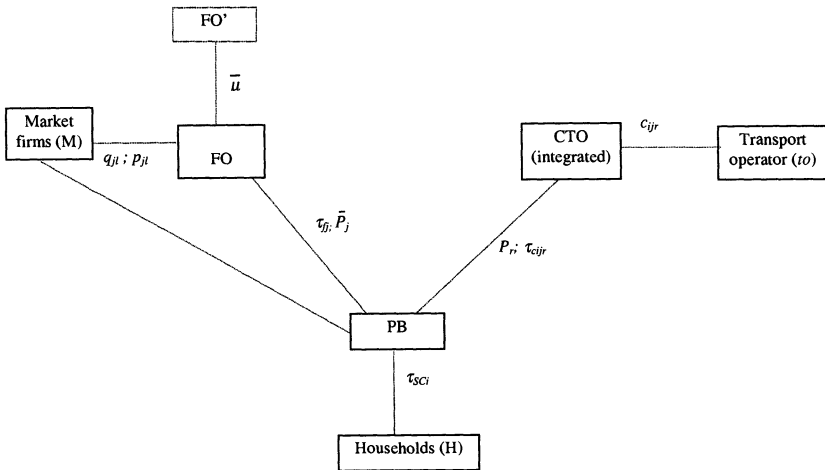 FO'
u̅
Market
firms (M)
q_jl ; p_jl
FO
CTO
(integrated)
c_ijr
Transport
operator (to)
τ_fj; P̄_j
P_r; τ_cijr
PB
τ_SCi
Households (H)